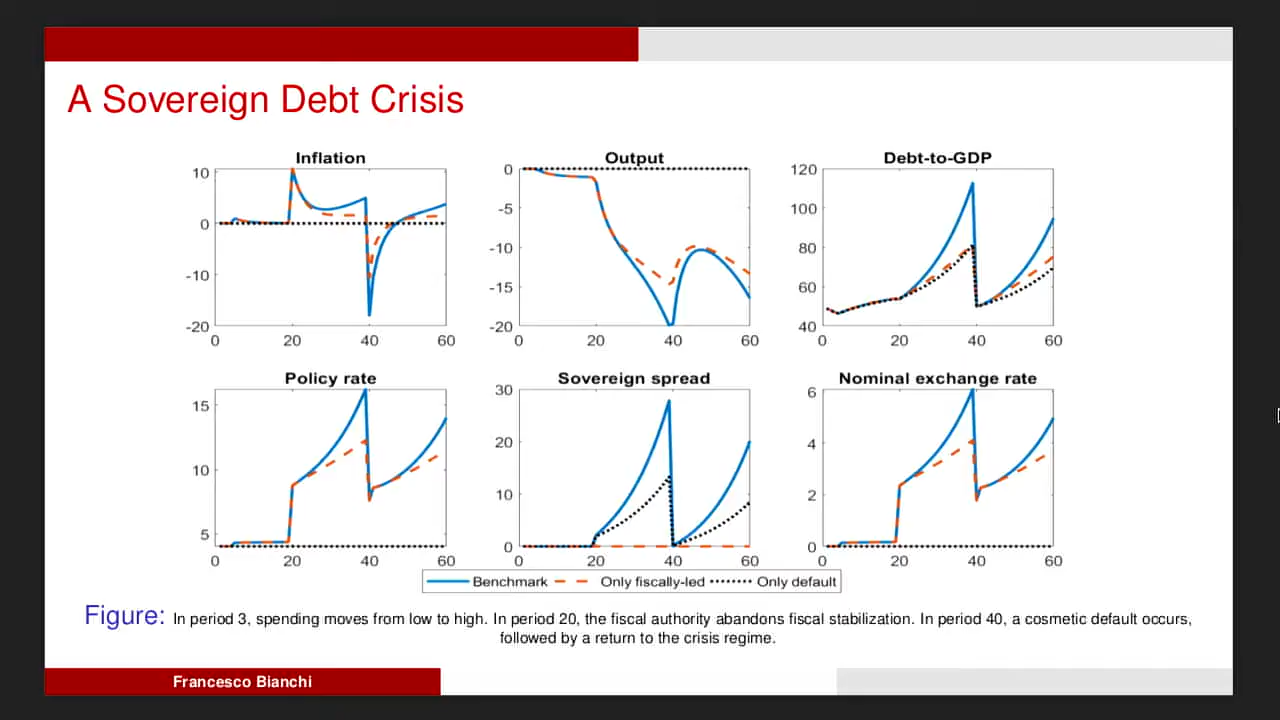 A Sovereign Debt Crisis
Inflation
10
0
-10
-20
0 20 40 60
Output
0
-5
-10
-15
-20
0 20 40 60
Debt-to-GDP
120
100
80
60
40
0 20 40 60
Policy rate
15
10
5
0 20 40 60
Sovereign spread
30
20
10
0
0 20 40 60
Nominal exchange rate
6
4
2
0
0 20 40 60
Benchmark Only fiscally-led Only default
Figure: In period 3, spending moves from low to high. In period 20, the fiscal authority abandons fiscal stabilization. In period 40, a cosmetic default occurs,
followed by a return to the crisis regime.
Francesco Bianchi